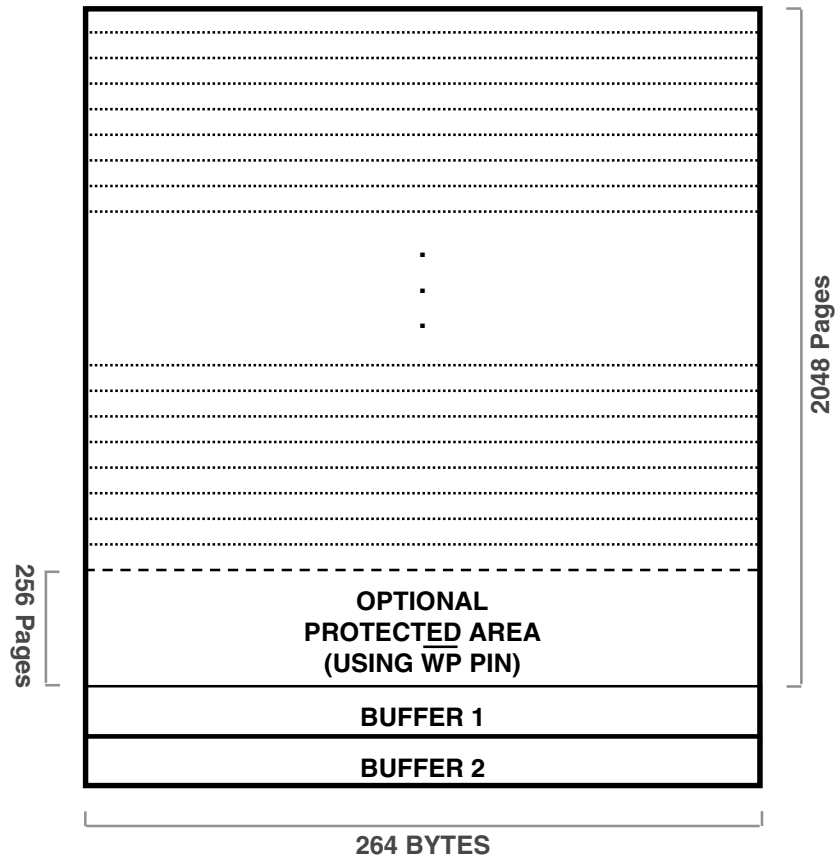 2048 Pages
256 Pages
OPTIONAL
PROTECTED AREA
(USING WP PIN)
BUFFER 1
BUFFER 2
264 BYTES